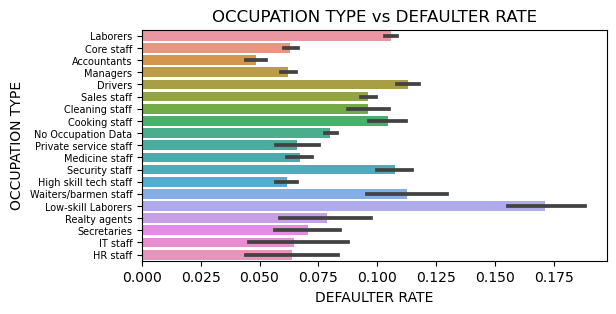 OCCUPATION TYPE vs DEFAULTER RATE
OCCUPATION TYPE
Laborers
Core staff
Accountants
Managers
Drivers
Sales staff
Cleaning staff
Cooking staff
No Occupation Data
Private service staff
Medicine staff
Security staff
High skill tech staff
Waiters/barmen staff
Low-skill Laborers
Realty agents
Secretaries
IT staff
HR staff
0.000 0.025 0.050 0.075 0.100 0.125 0.150 0.175
DEFAULTER RATE